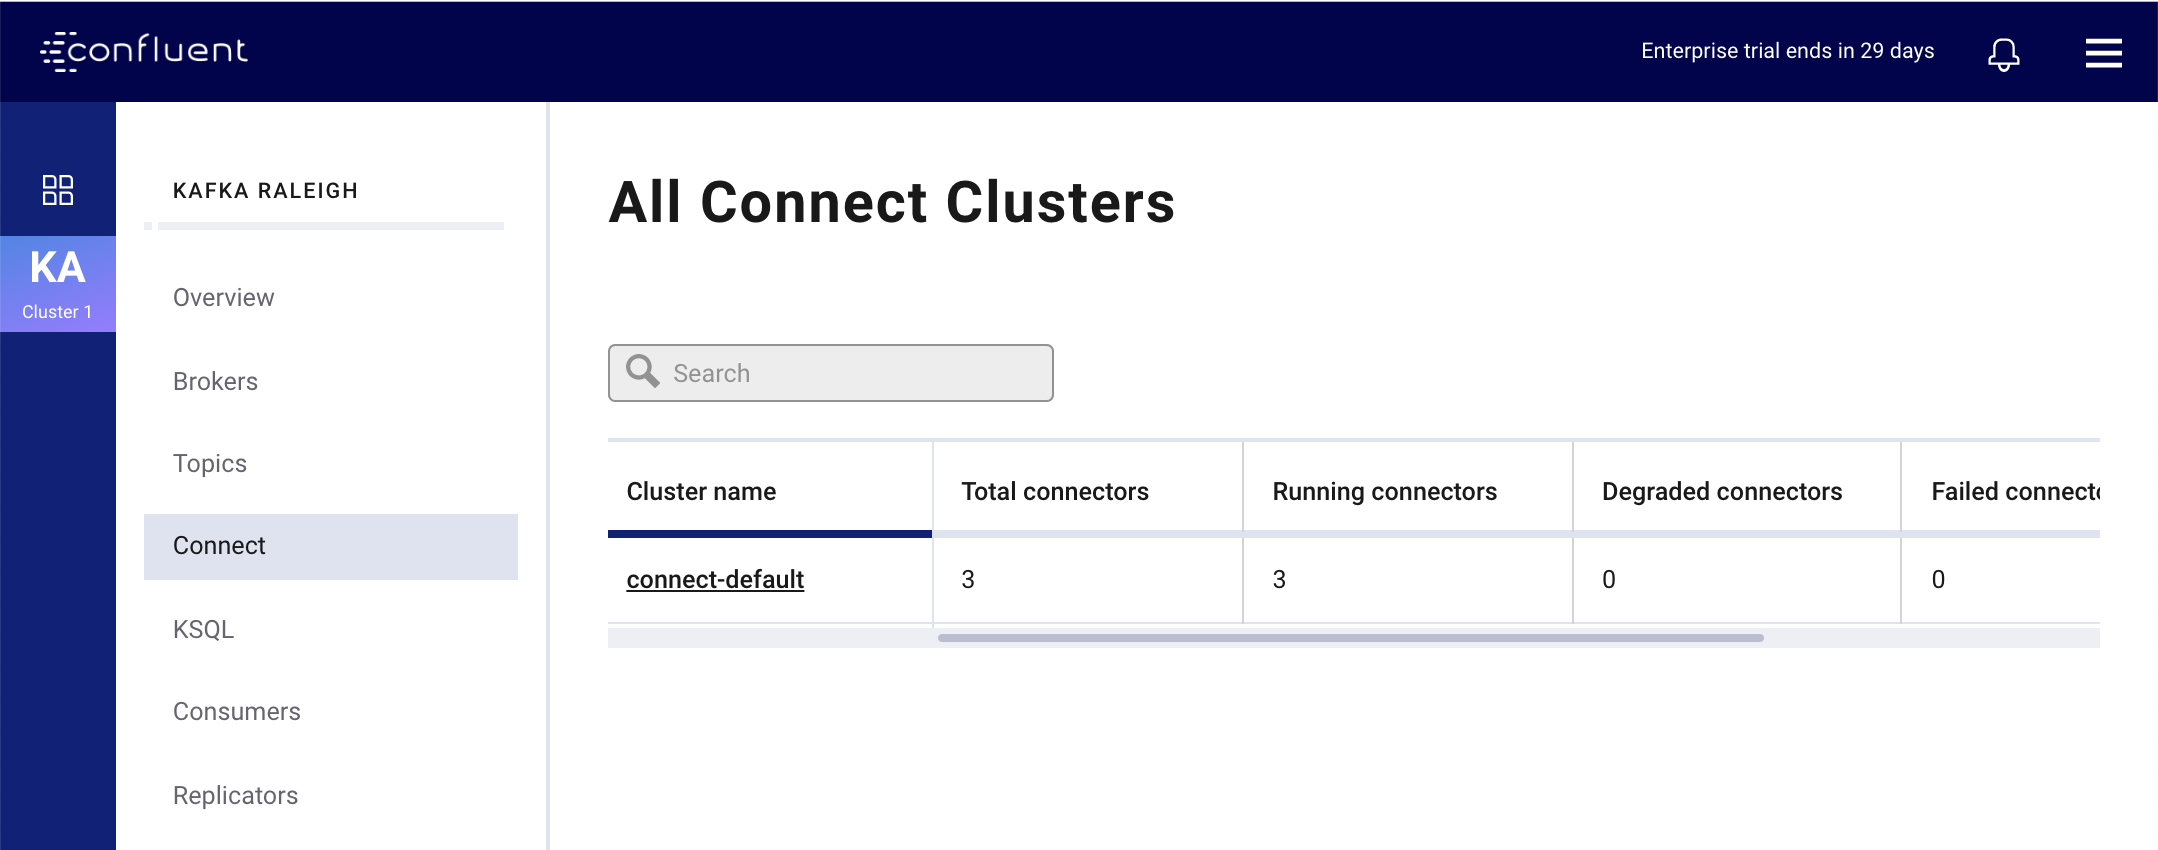 confluent
Enterprise trial ends in 29 days
KA
Cluster 1
KAFKA RALEIGH
Overview
Brokers
Topics
Connect
KSQL
Consumers
Replicators
All Connect Clusters
Search
Cluster name Total connectors Running connectors Degraded connectors Failed connecto
connect-default 3 3 0 0